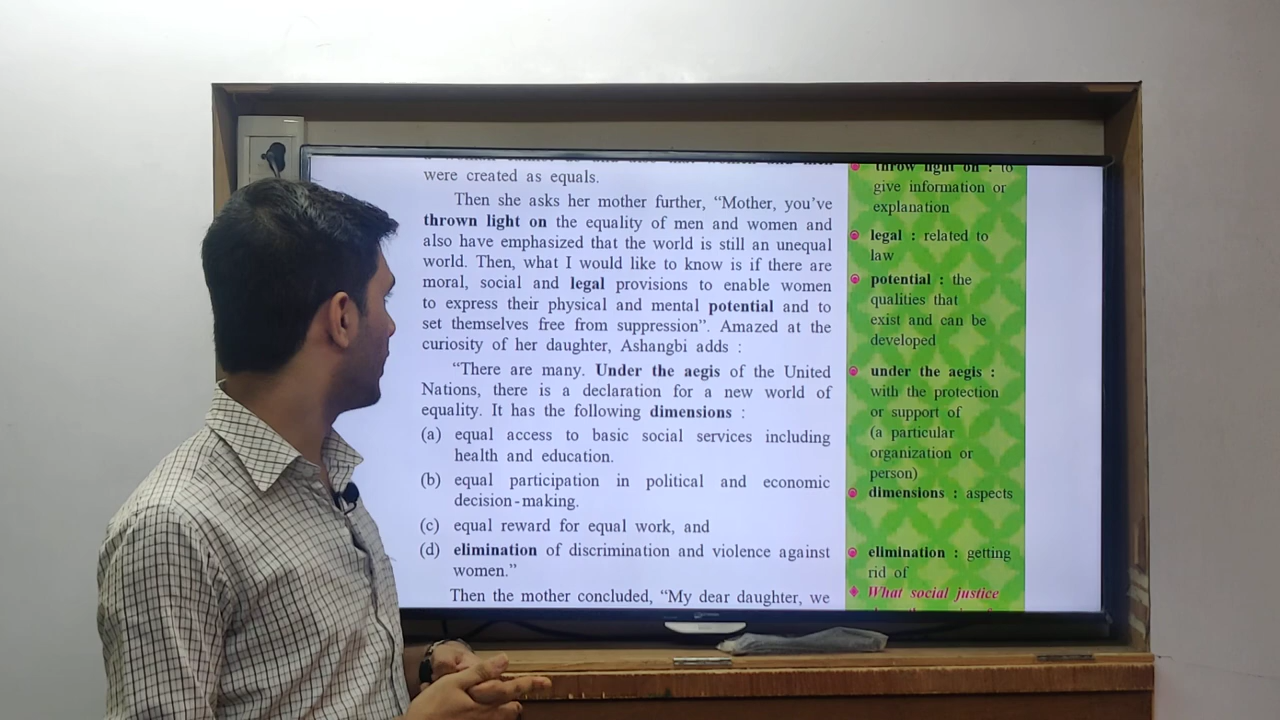 were created as equals.
Then she asks her mother further, “Mother, you’ve
thrown light on the equality of men and women and
also have emphasized that the world is still an unequal
world. Then, what I would like to know is if there are
moral, social and legal provisions to enable women
to express their physical and mental potential and to
set themselves free from suppression”. Amazed at the
curiosity of her daughter, Ashangbi adds :
“There are many. Under the aegis of the United
Nations, there is a declaration for a new world of
equality. It has the following dimensions :
(a) equal access to basic social services including
health and education.
(b) equal participation in political and economic
decision-making.
(c) equal reward for equal work, and
(d) elimination of discrimination and violence against
women.”
Then the mother concluded, “My dear daughter, we
throw light on : to
give information or
explanation
legal : related to
law
potential : the
qualities that
exist and can be
developed
under the aegis :
with the protection
or support of
(a particular
organization or
person)
dimensions : aspects
elimination : getting
rid of
What social justice